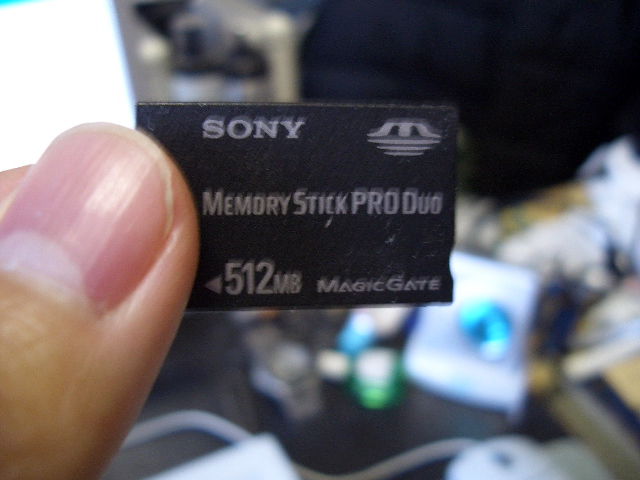 SONY
MEMORY STICK PRO DUO
◄512MB MAGICGATE